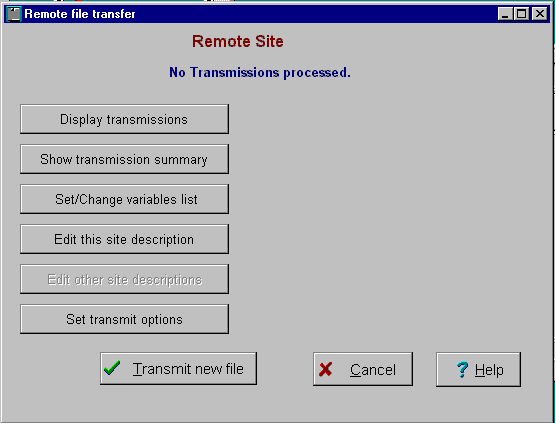 Remote file transfer
Remote Site
No Transmissions processed.
Display transmissions
Show transmission summary
Set/Change variables list
Edit this site description
Edit other site descriptions
Set transmit options
Transmit new file
Cancel
? Help